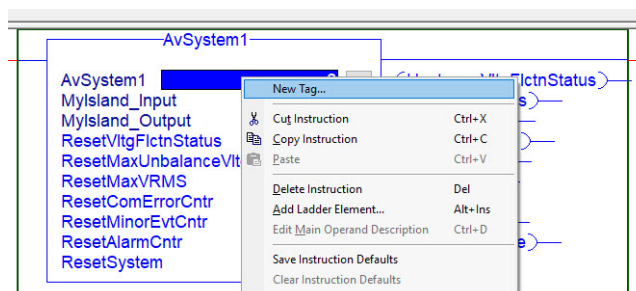 AvSystem1
AvSystem1
MyIsland_Input
MyIsland_Output
ResetVltgFlctnStatus
ResetMaxUnbalanceVlt
ResetMaxVRMS
ResetComErrorCntr
ResetMinorEvtCntr
ResetAlarmCntr
ResetSystem
New Tag...
Cut Instruction Ctrl+X
Copy Instruction Ctrl+C
Paste Ctrl+V
Delete Instruction Del
Add Ladder Element... Alt+Ins
Edit Main Operand Description Ctrl+D
Save Instruction Defaults
Clear Instruction Defaults
FlctnStatus